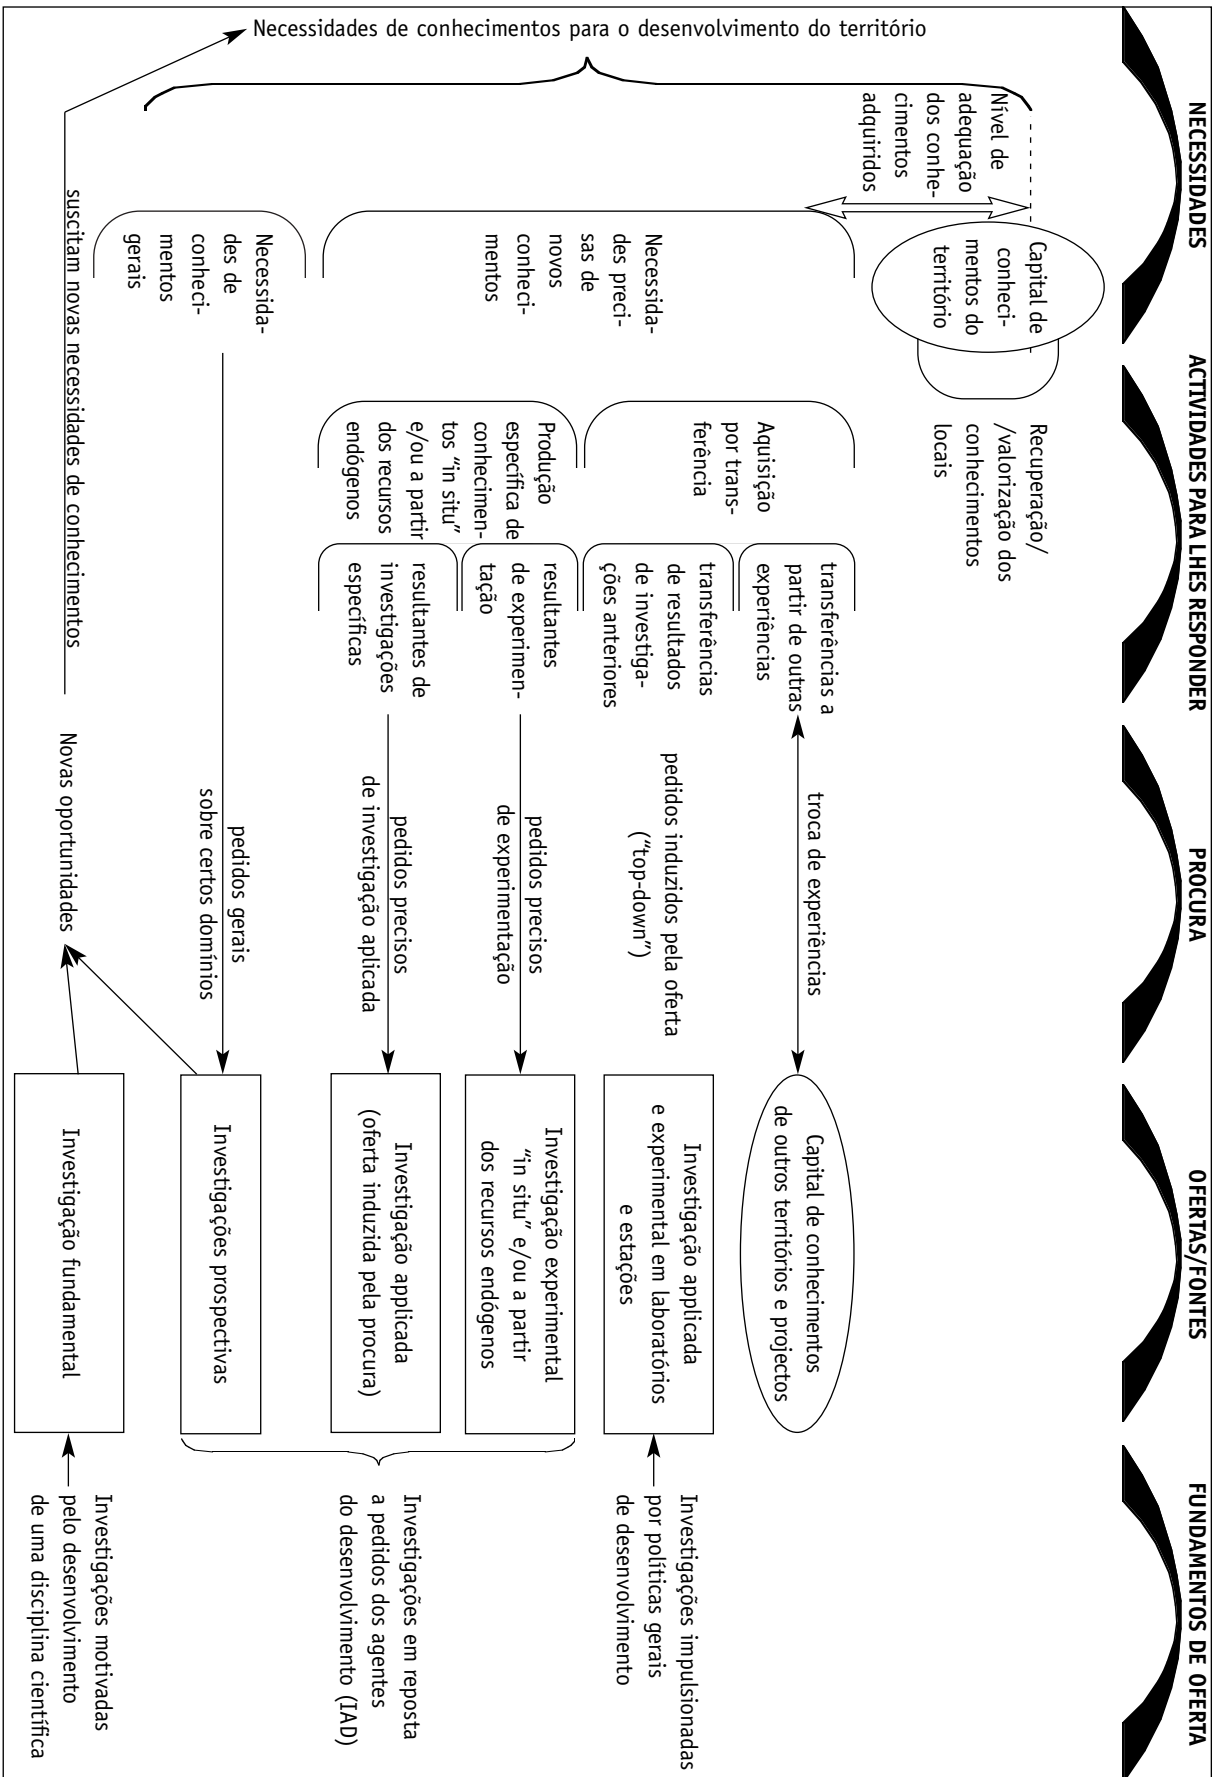 NECESSIDADES
ACTIVIDADES PARA LHES RESPONDER
PROCURA
OFERTAS/FONTES
FUNDAMENTOS DE OFERTA
Necessidades de conhecimentos para o desenvolvimento do território
Nível de
adequação
dos conhe-
cimentos
adquiridos
Capital de
conheci-
mentos do
território
Recuperação/
/valorização dos
conhecimentos
locais
Necessida-
des preci-
sas de
novos
conheci-
mentos
Aquisição
por trans-
ferência
transferências a
partir de outras
experiências
troca de experiências
Capital de conhecimentos
de outros territórios e projectos
transferências
de resultados
de investiga-
ções anteriores
pedidos induzidos pela oferta
(“top-down”)
Investigação applicada
e experimental em laboratórios
e estações
Investigações impulsionadas
por políticas gerais
de desenvolvimento
Produção
específica de
conhecimen-
tos “in situ”
e/ou a partir
dos recursos
endógenos
resultantes
de experimen-
tação
pedidos precisos
de experimentação
Investigação experimental
“in situ” e/ou a partir
dos recursos endógenos
resultantes de
investigações
específicas
pedidos precisos
de investigação aplicada
Investigação applicada
(oferta induzida pela procura)
Investigações em reposta
a pedidos dos agentes
do desenvolvimento (IAD)
Necessida-
des de
conheci-
mentos
gerais
pedidos gerais
sobre certos domínios
Investigações prospectivas
suscitam novas necessidades de conhecimentos
Novas oportunidades
Investigação fundamental
Investigações motivadas
pelo desenvolvimento
de uma disciplina científica